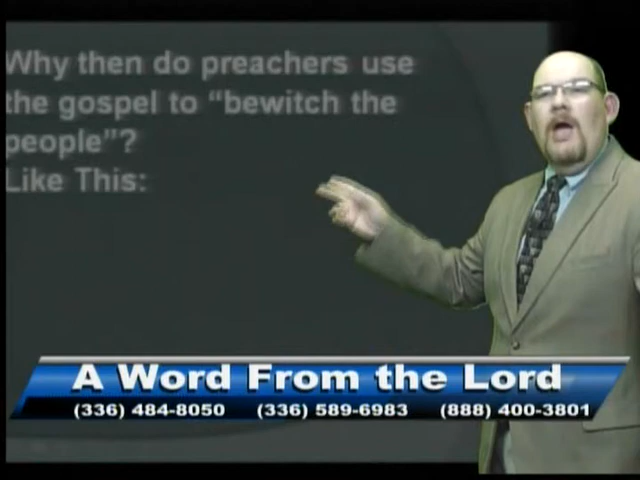 Why then do preachers use
the gospel to “bewitch the
people”?
Like This:
A Word From the Lord
(336) 484-8050 (336) 589-6983 (888) 400-3801